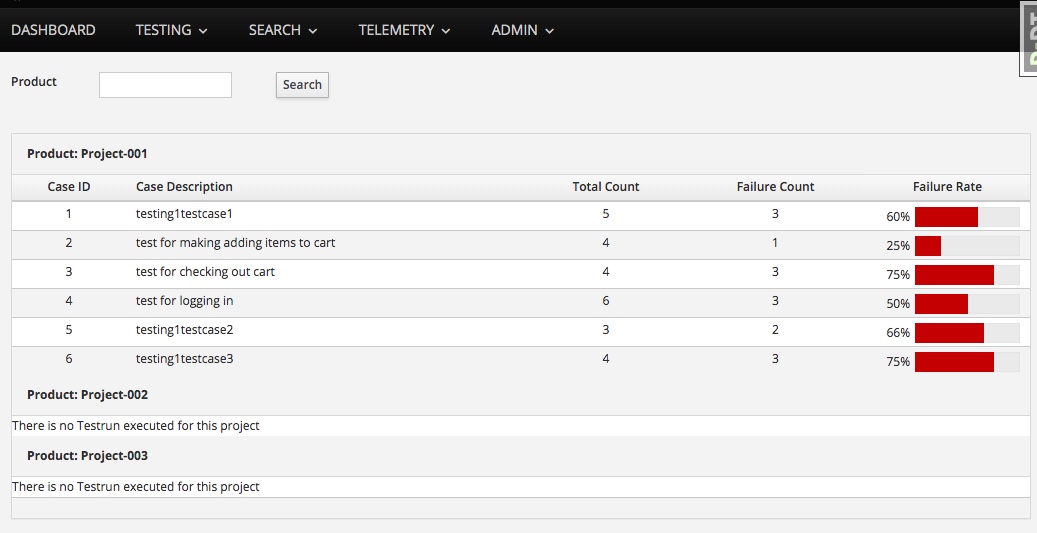 DASHBOARD TESTING SEARCH TELEMETRY ADMIN
Product Search
Product: Project-001
Case ID Case Description Total Count Failure Count Failure Rate
1 testing1testcase1 5 3 60%
2 test for making adding items to cart 4 1 25%
3 test for checking out cart 4 3 75%
4 test for logging in 6 3 50%
5 testing1testcase2 3 2 66%
6 testing1testcase3 4 3 75%
Product: Project-002
There is no Testrun executed for this project
Product: Project-003
There is no Testrun executed for this project